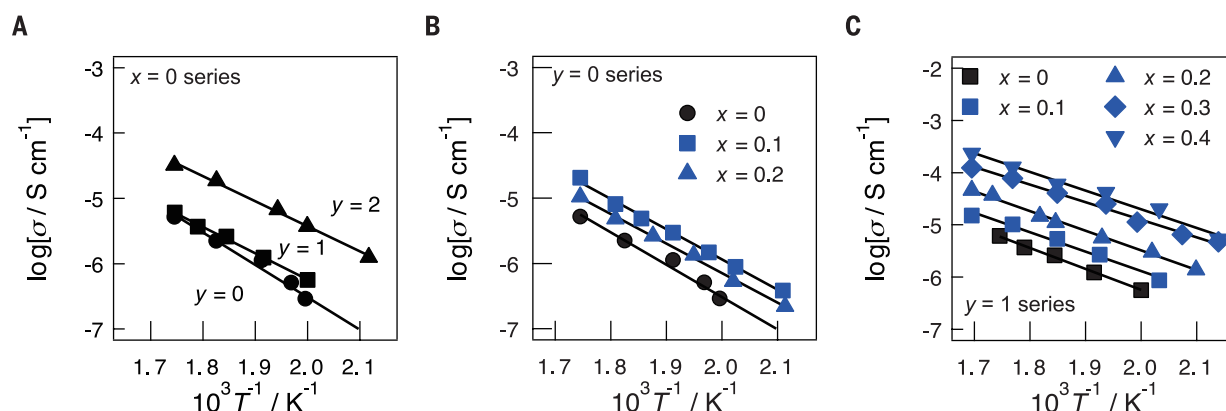 A
x = 0 series
y = 2
y = 1
y = 0
-3
-4
-5
-6
-7
log[σ / S cm⁻¹]
1.7 1.8 1.9 2.0 2.1
10³T⁻¹ / K⁻¹
B
y = 0 series
x = 0
x = 0.1
x = 0.2
-3
-4
-5
-6
-7
log[σ / S cm⁻¹]
1.7 1.8 1.9 2.0 2.1
10³T⁻¹ / K⁻¹
C
x = 0
x = 0.1
x = 0.2
x = 0.3
x = 0.4
y = 1 series
-2
-3
-4
-5
-6
-7
log[σ / S cm⁻¹]
1.7 1.8 1.9 2.0 2.1
10³T⁻¹ / K⁻¹